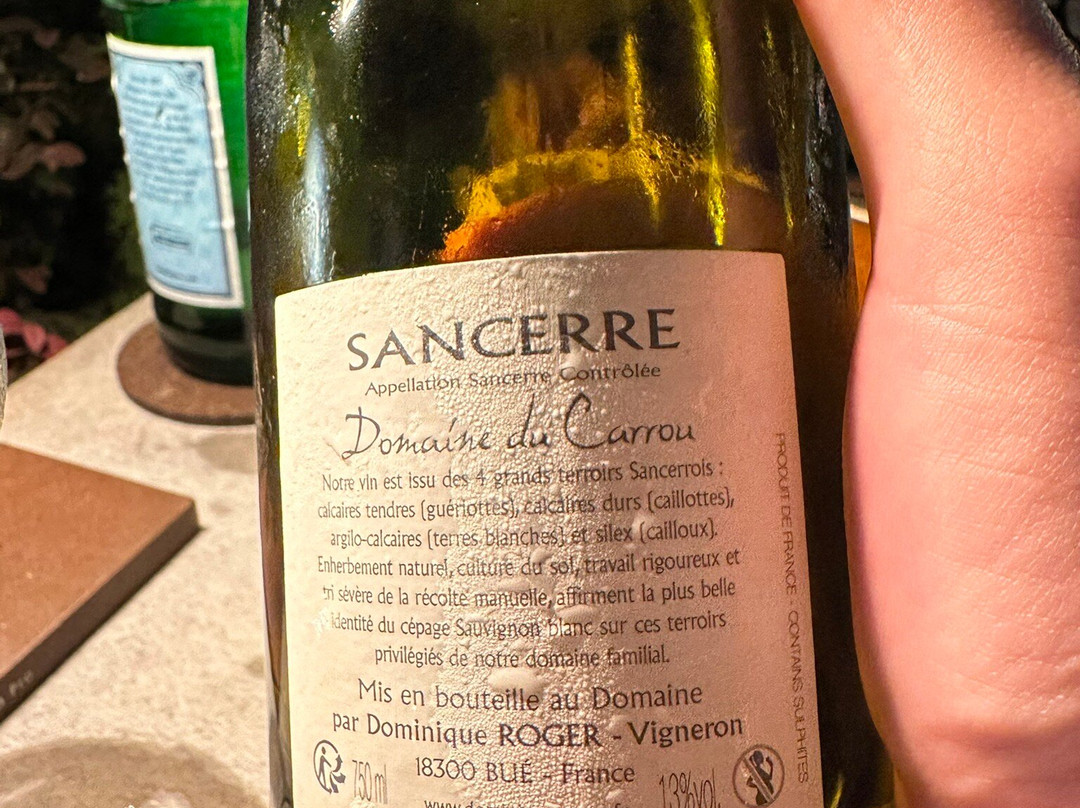 SANCERRE
Appellation Sancerre Contrôlée
Domaine du Carrou
Notre vin est issu des 4 grands terroirs Sancerrois :
calcaires tendres (guériottes), calcaires durs (caillottes),
argilo-calcaires (terres blanches) et silex (cailloux).
Enherbement naturel, culture du sol, travail rigoureux et
tri sévère de la récolte manuelle, affirment la plus belle
identité du cépage Sauvignon blanc sur ces terroirs
privilégiés de notre domaine familial.
Mis en bouteille au Domaine
par Dominique ROGER - Vigneron
750 ml 18300 BUÉ - France 13%vol
PRODUIT DE FRANCE - CONTAINS SULPHITES